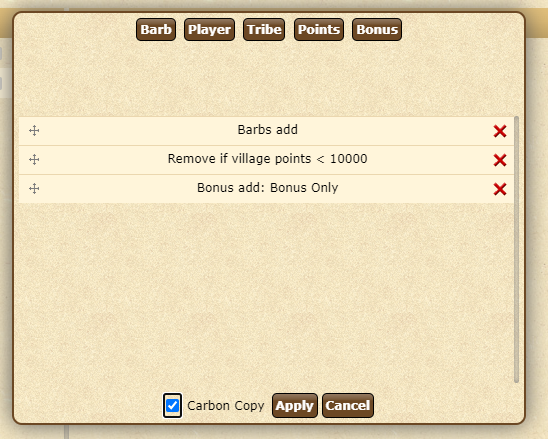 Barb Player Tribe Points Bonus
Barbs add
Remove if village points < 10000
Bonus add: Bonus Only
Carbon Copy Apply Cancel